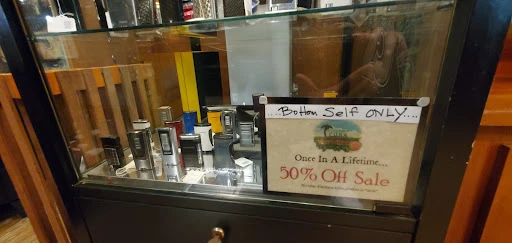 ....Bottom Self ONLY....
Once In A Lifetime...
50% Off Sale